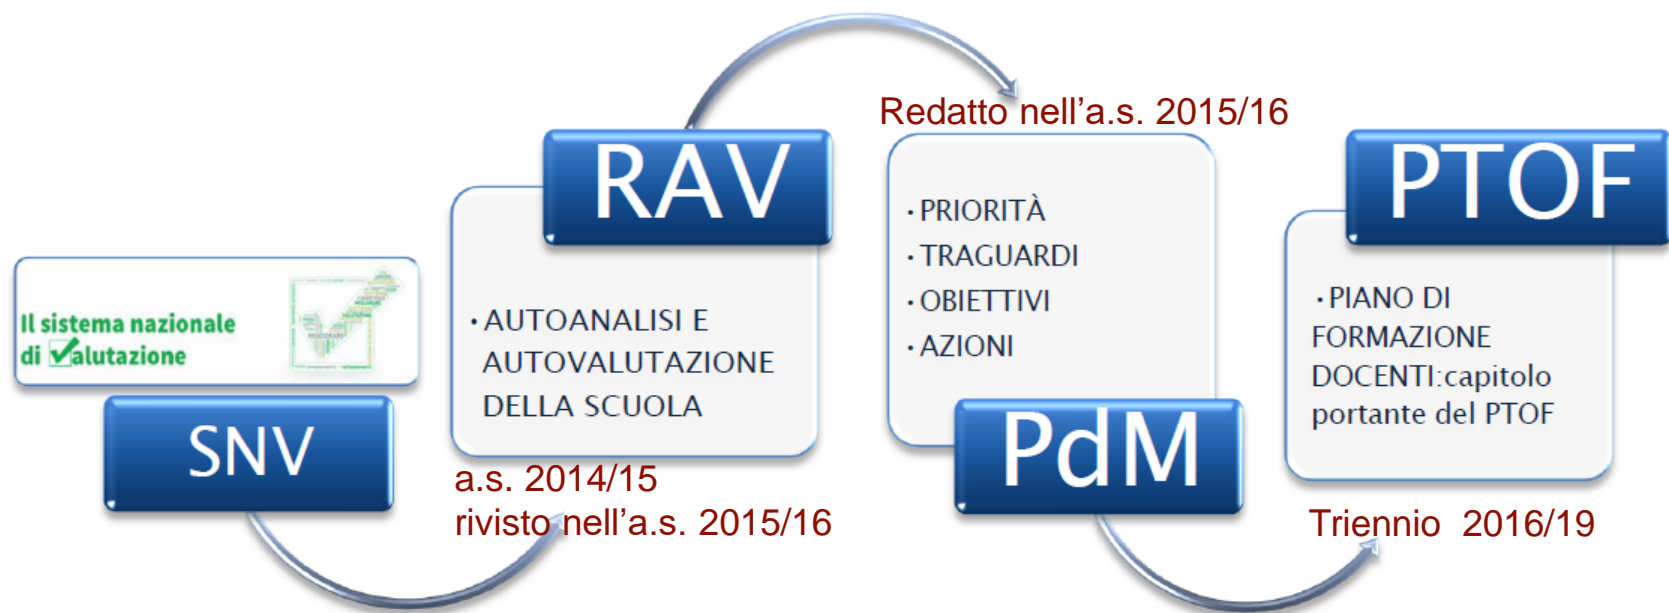 Il sistema nazionale
di Valutazione
SNV
RAV
· AUTOANALISI E
AUTOVALUTAZIONE
DELLA SCUOLA
a.s. 2014/15
rivisto nell’a.s. 2015/16
Redatto nell’a.s. 2015/16
· PRIORITÀ
· TRAGUARDI
· OBIETTIVI
· AZIONI
PdM
PTOF
· PIANO DI
FORMAZIONE
DOCENTI:capitolo
portante del PTOF
Triennio 2016/19